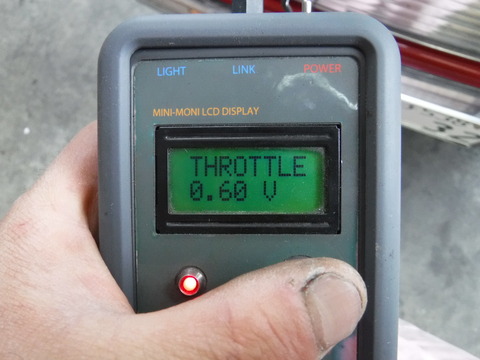 LIGHT LINK POWER
MINI-MONI LCD DISPLAY
THROTTLE
0.60 V